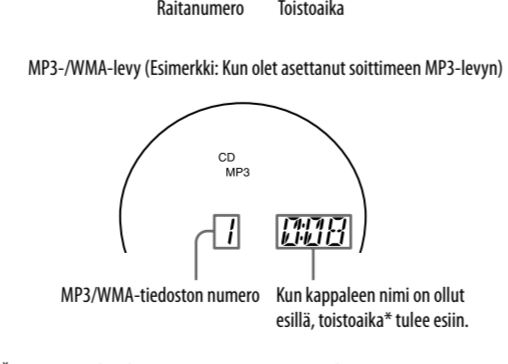 Raitanumero Toistoaika
MP3-/WMA-levy (Esimerkki: Kun olet asettanut soittimeen MP3-levyn)
CD
MP3
1 0:08
MP3/WMA-tiedoston numero Kun kappaleen nimi on ollut
esillä, toistoaika* tulee esiin.